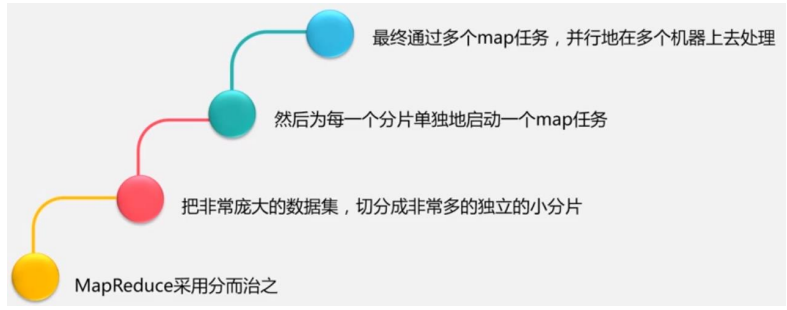 最终通过多个map任务，并行地在多个机器上去处理
然后为每一个分片单独地启动一个map任务
把非常庞大的数据集，切分成非常多的独立的小分片
MapReduce采用分而治之